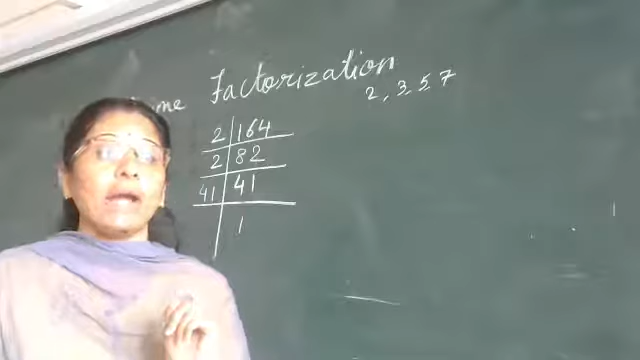 Factorization
2, 3, 5, 7
2 | 164
2 | 82
41 | 41
1